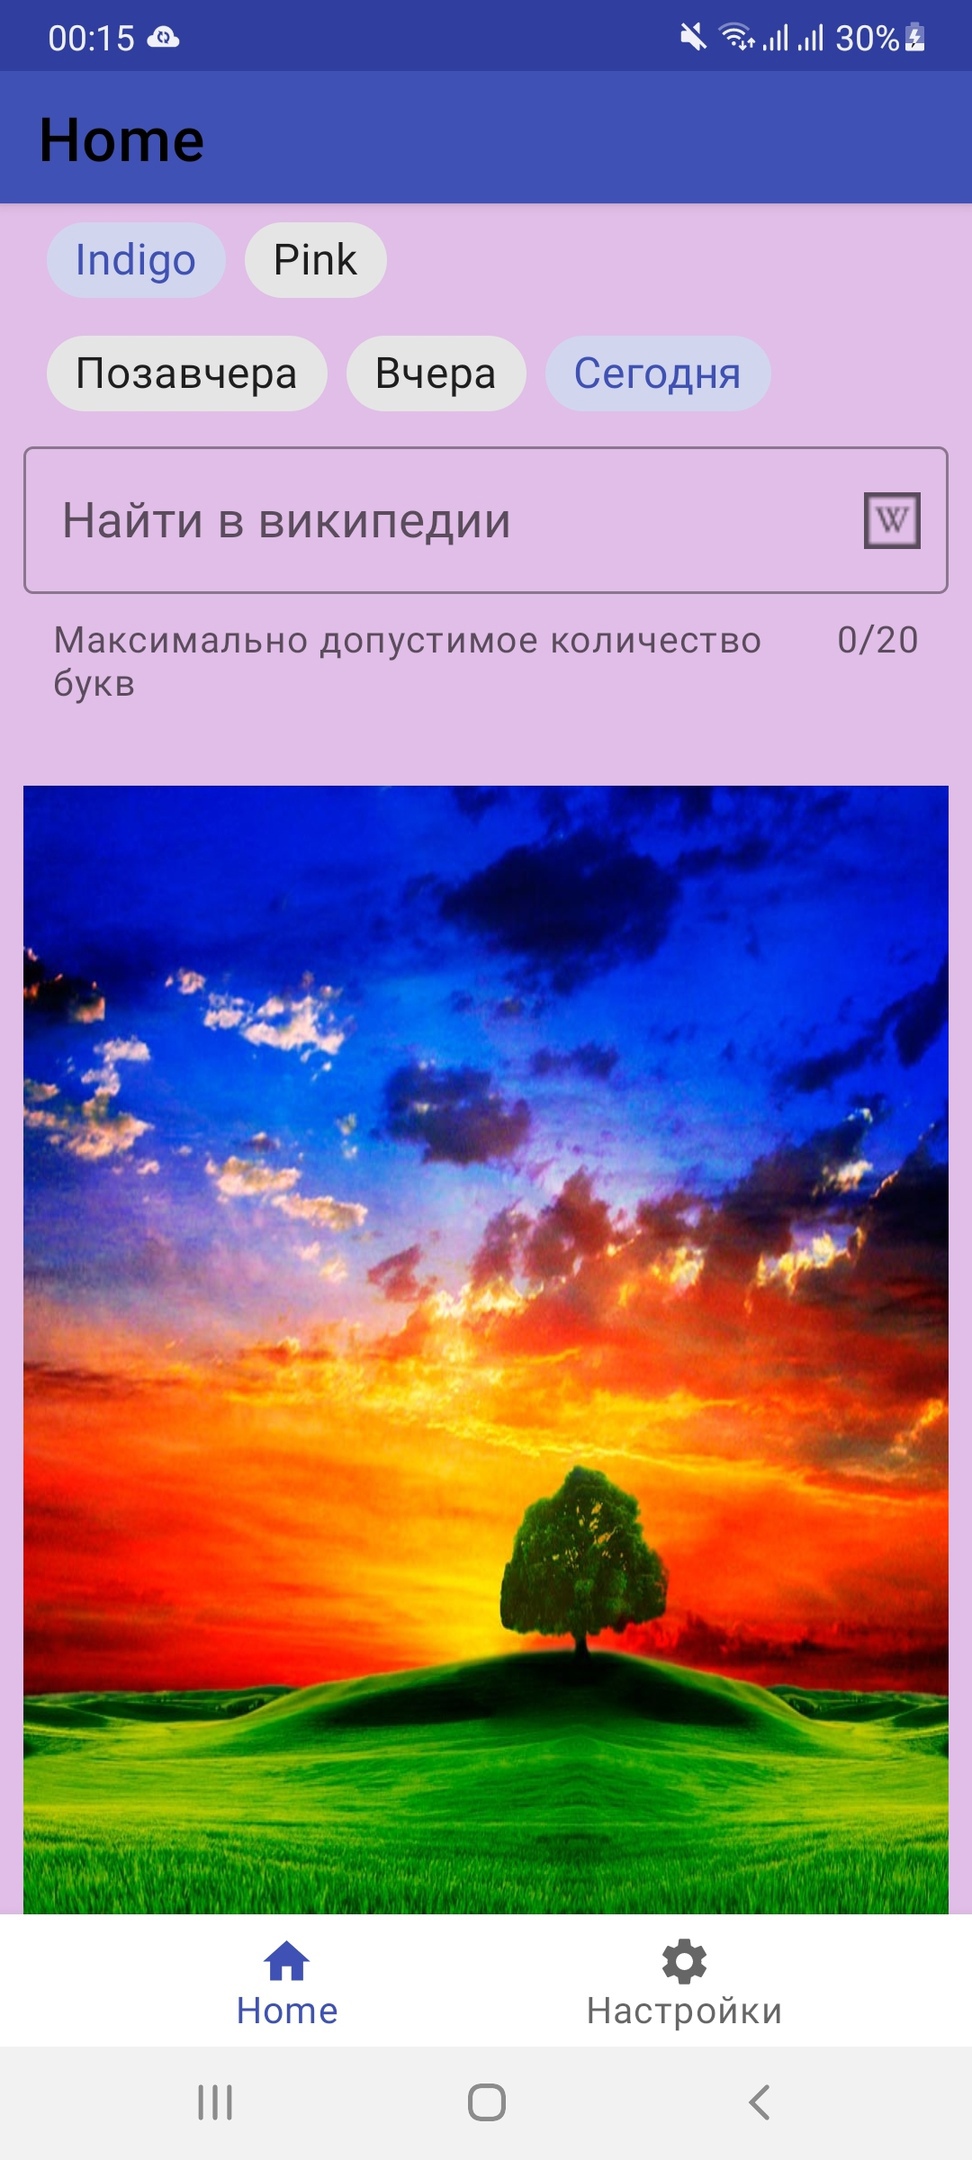 00:15 30%
Home
Indigo Pink
Позавчера Вчера Сегодня
Найти в википедии W
Максимально допустимое количество 0/20
букв
Home Настройки